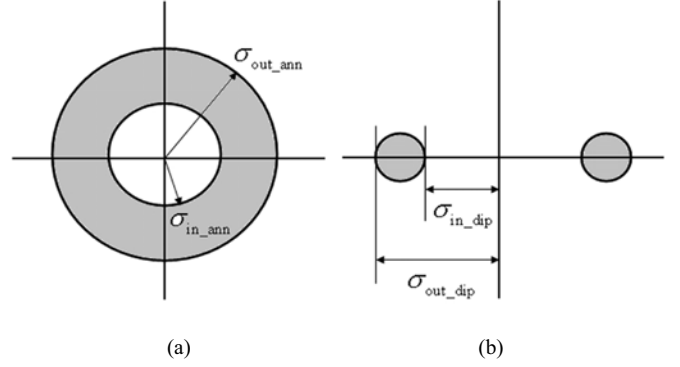 σout_ann
σin_ann
σin_dip
σout_dip
(a)
(b)